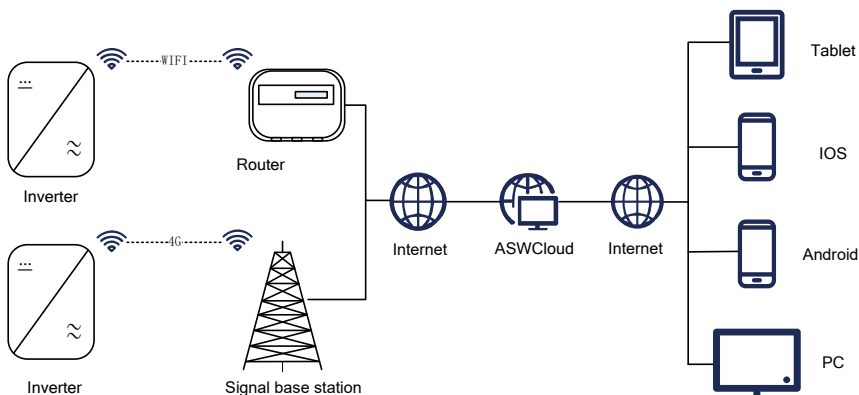 WIFI
Tablet
Router
IOS
Inverter
4G
Internet
ASWCloud
Internet
Android
PC
Inverter
Signal base station